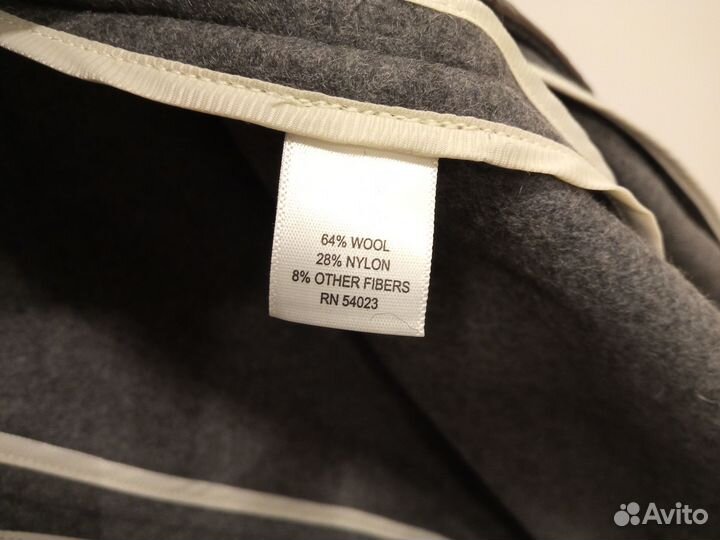 64% WOOL
28% NYLON
8% OTHER FIBERS
RN 54023
Avito